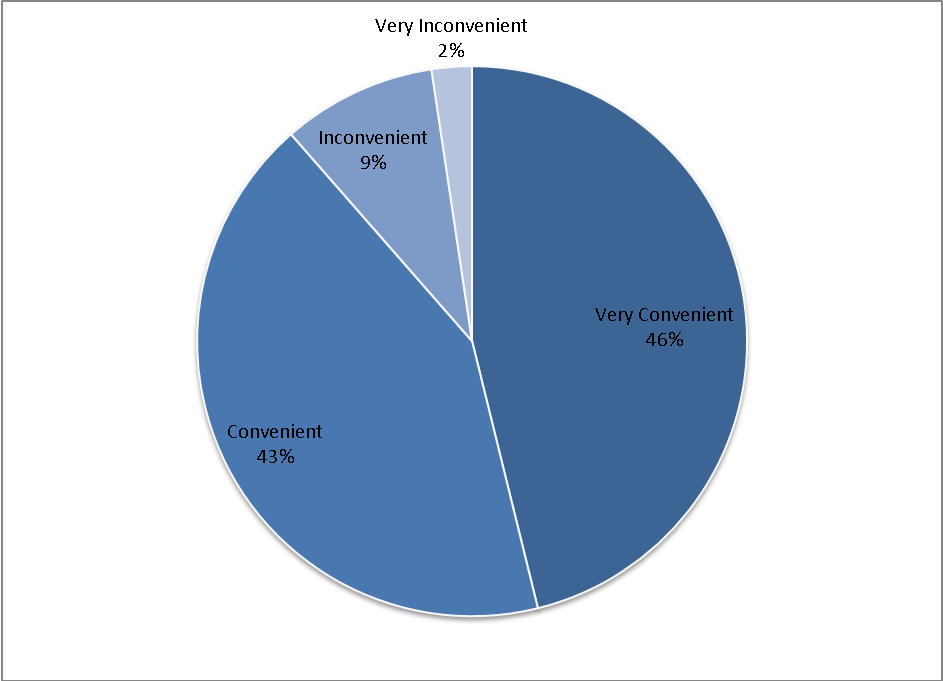 Very Inconvenient
2%
Inconvenient
9%
Very Convenient
46%
Convenient
43%